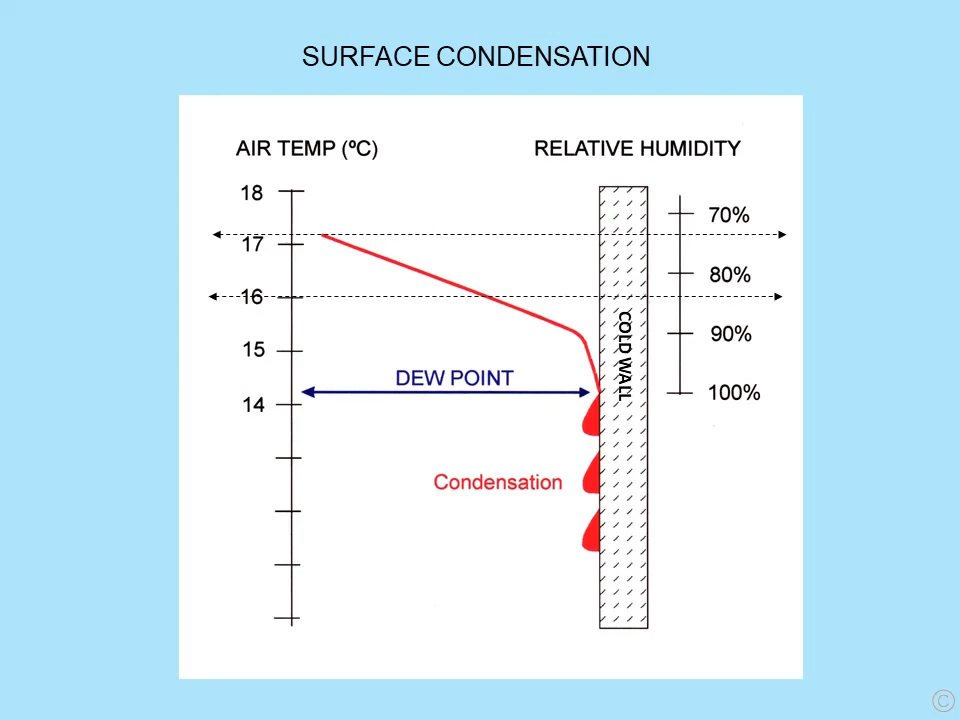 SURFACE CONDENSATION
AIR TEMP (ºC)
RELATIVE HUMIDITY
18
17
16
15
14
70%
80%
90%
100%
COLD WALL
DEW POINT
Condensation
©